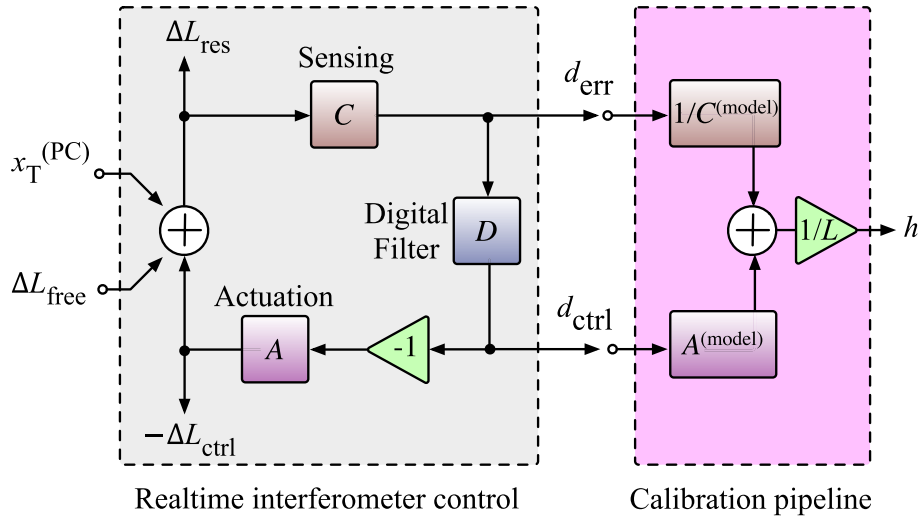 ΔL_res
Sensing
C
d_err
1/C^(model)
x_T^(PC)
Digital
Filter
D
1/L
h
ΔL_free
Actuation
A
-1
d_ctrl
A^(model)
−ΔL_ctrl
Realtime interferometer control
Calibration pipeline